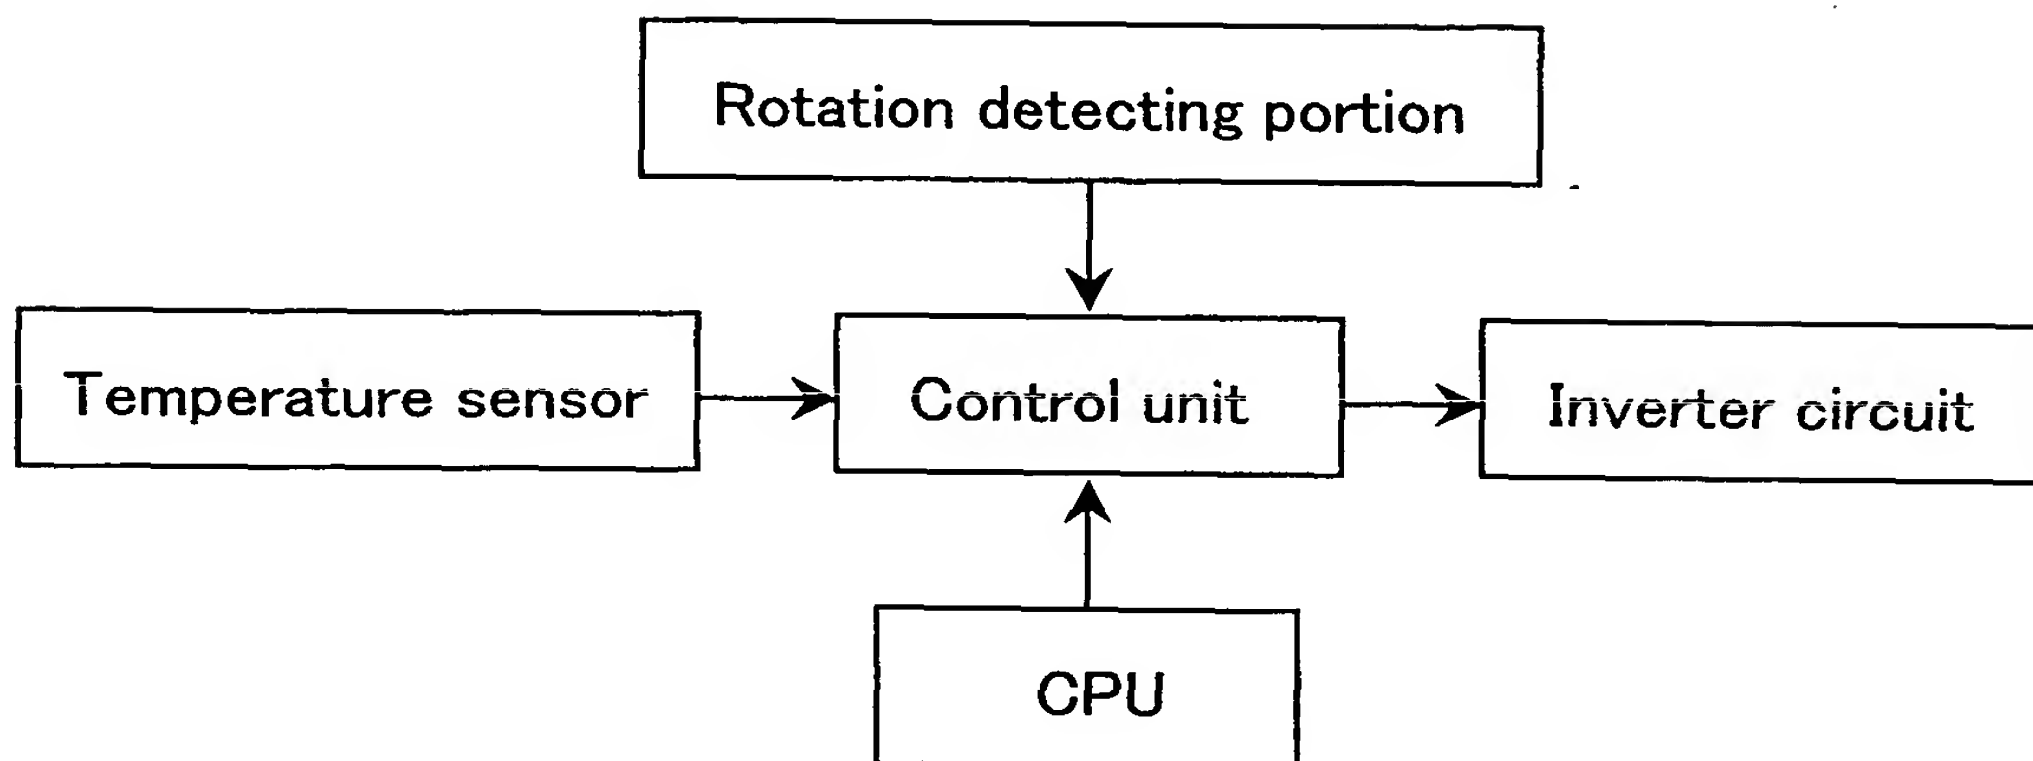 Rotation detecting portion
Temperature sensor
Control unit
Inverter circuit
CPU